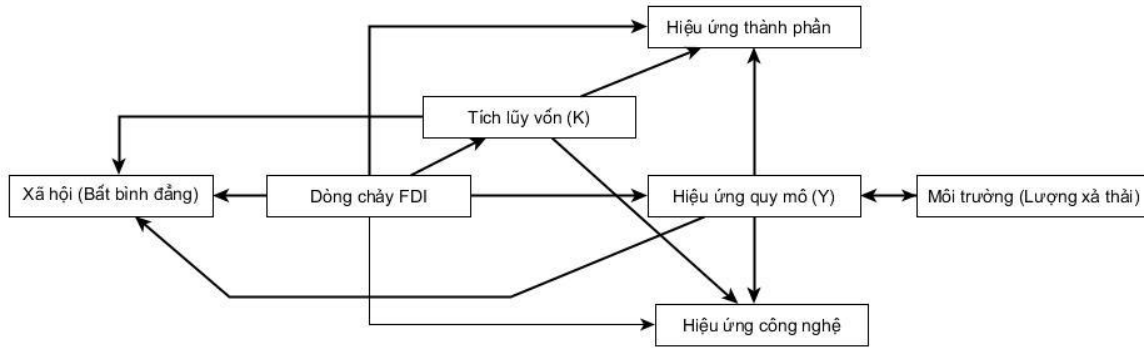 Hiệu ứng thành phần
Tích lũy vốn (K)
Xã hội (Bất bình đẳng)
Dòng chảy FDI
Hiệu ứng quy mô (Y)
Môi trường (Lượng xả thải)
Hiệu ứng công nghệ